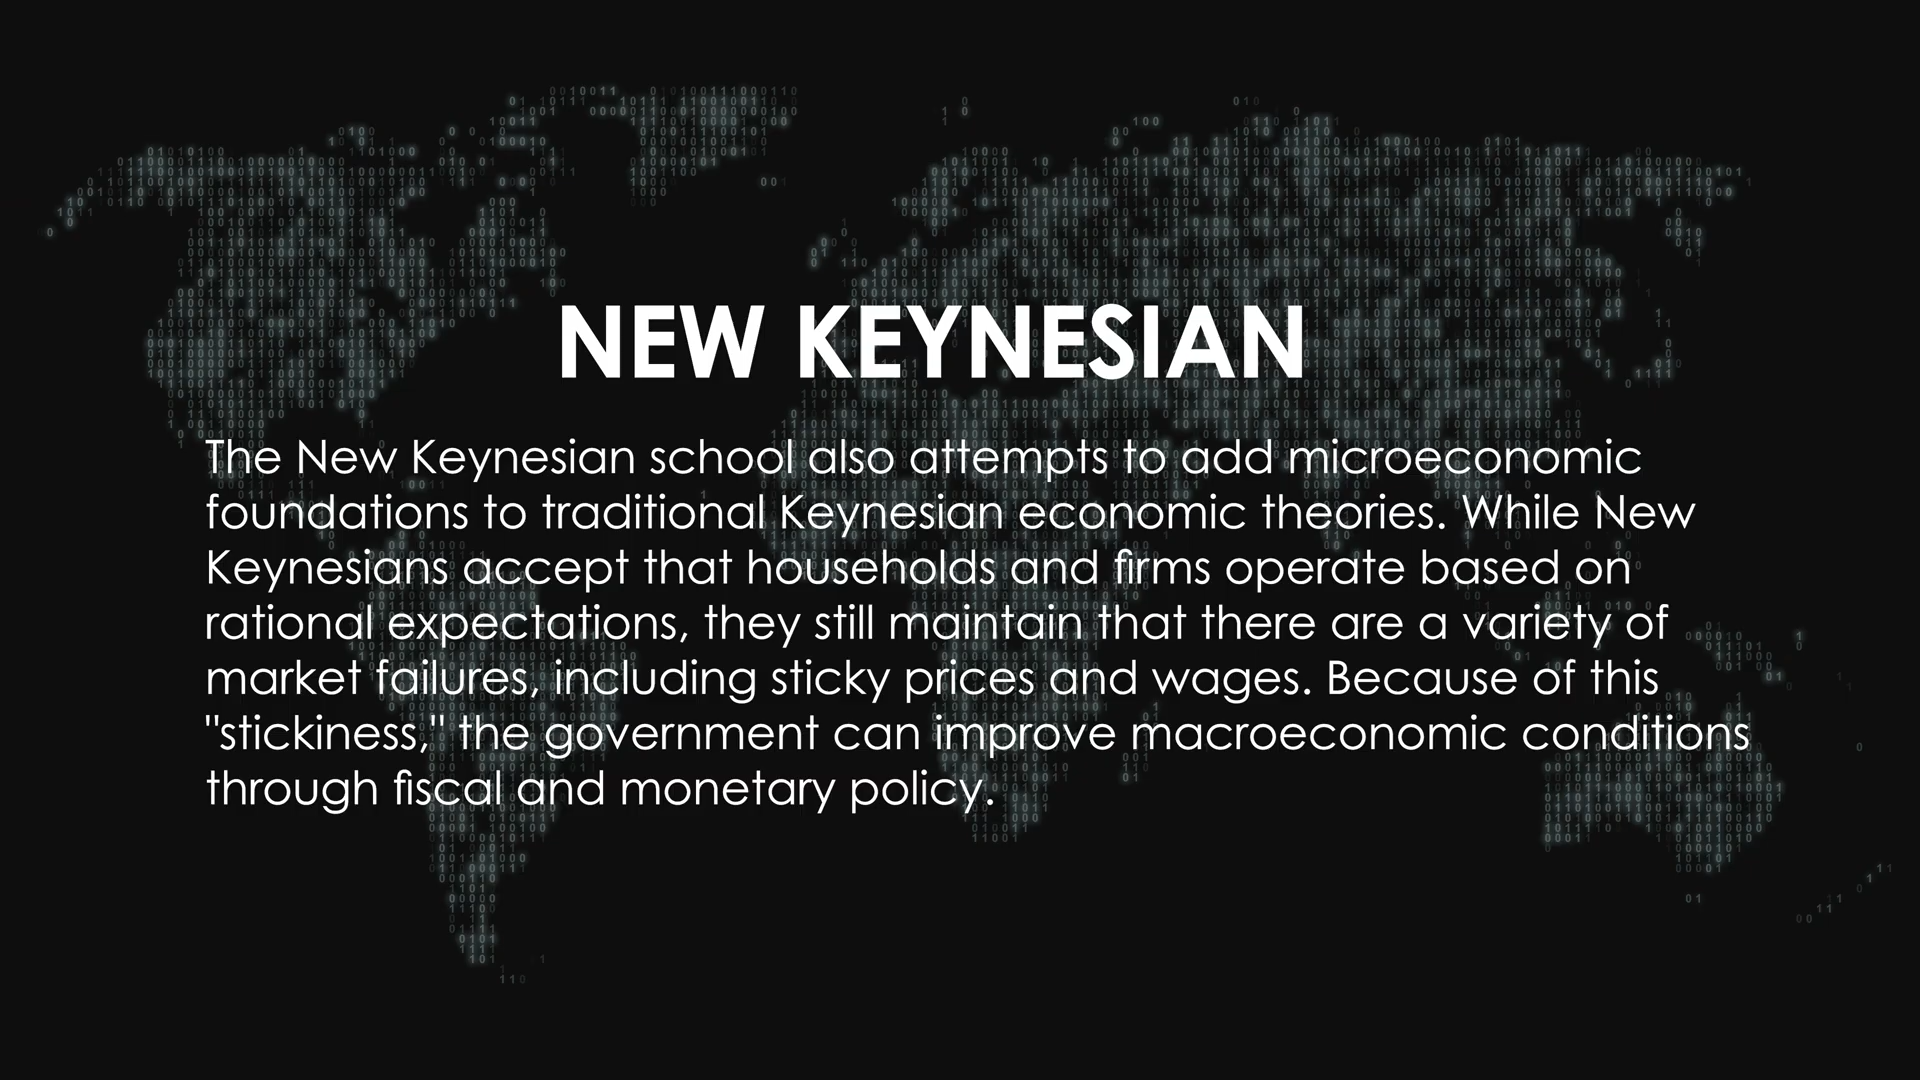 NEW KEYNESIAN
The New Keynesian school also attempts to add microeconomic
foundations to traditional Keynesian economic theories. While New
Keynesians accept that households and firms operate based on
rational expectations, they still maintain that there are a variety of
market failures, including sticky prices and wages. Because of this
"stickiness," the government can improve macroeconomic conditions
through fiscal and monetary policy.